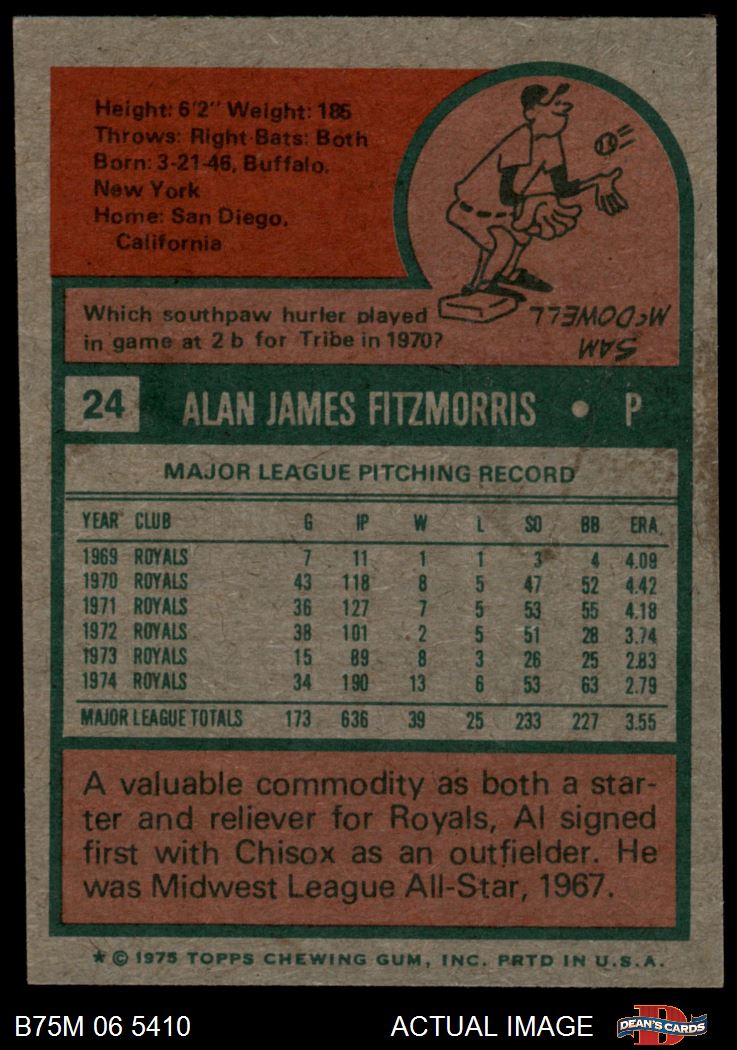 Height: 6'2" Weight: 185
Throws: Right Bats: Both
Born: 3-21-46, Buffalo,
New York
Home: San Diego,
California
Which southpaw hurler played
in game at 2 b for Tribe in 1970?
SAM
McDOWELL
24 ALAN JAMES FITZMORRIS • P
MAJOR LEAGUE PITCHING RECORD
YEAR CLUB G IP W L SO BB ERA
1969 ROYALS 7 11 1 1 3 4 4.09
1970 ROYALS 43 118 8 5 47 52 4.42
1971 ROYALS 36 127 7 5 53 55 4.18
1972 ROYALS 38 101 2 5 51 28 3.74
1973 ROYALS 15 89 8 3 26 25 2.83
1974 ROYALS 34 190 13 6 53 63 2.79
MAJOR LEAGUE TOTALS 173 636 39 25 233 227 3.55
A valuable commodity as both a star-
ter and reliever for Royals, Al signed
first with Chisox as an outfielder. He
was Midwest League All-Star, 1967.
* © 1975 TOPPS CHEWING GUM, INC. PRTD IN U.S.A.
B75M 06 5410 ACTUAL IMAGE
D
DEAN'S CARDS